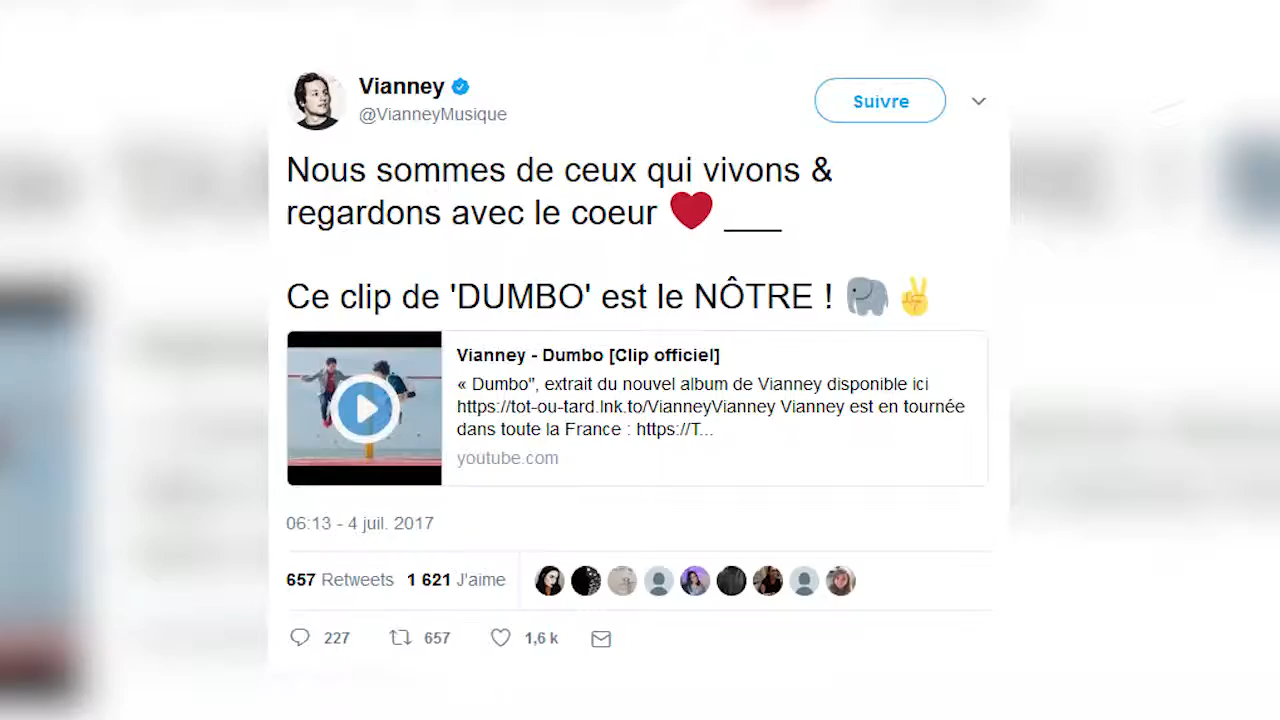 Vianney
@VianneyMusique
Suivre
Nous sommes de ceux qui vivons &
regardons avec le coeur ❤ ___
Ce clip de 'DUMBO' est le NÔTRE ! 🐘✌
Vianney - Dumbo [Clip officiel]
« Dumbo", extrait du nouvel album de Vianney disponible ici
https://tot-ou-tard.lnk.to/VianneyVianney Vianney est en tournée
dans toute la France : https://T...
youtube.com
06:13 - 4 juil. 2017
657 Retweets 1 621 J'aime
227 657 1,6 k